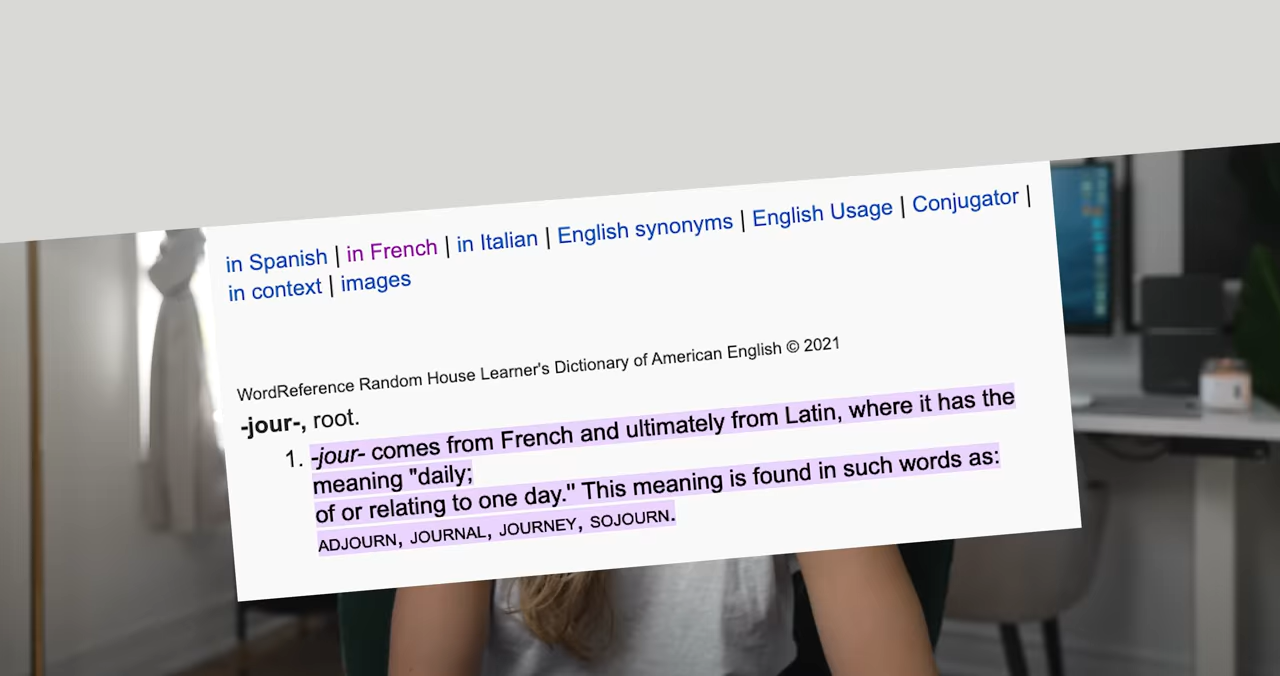 in Spanish | in French | in Italian | English synonyms | English Usage | Conjugator |
in context | images
WordReference Random House Learner's Dictionary of American English © 2021
-jour-, root.
1. -jour- comes from French and ultimately from Latin, where it has the
meaning "daily;
of or relating to one day." This meaning is found in such words as:
ADJOURN, JOURNAL, JOURNEY, SOJOURN.